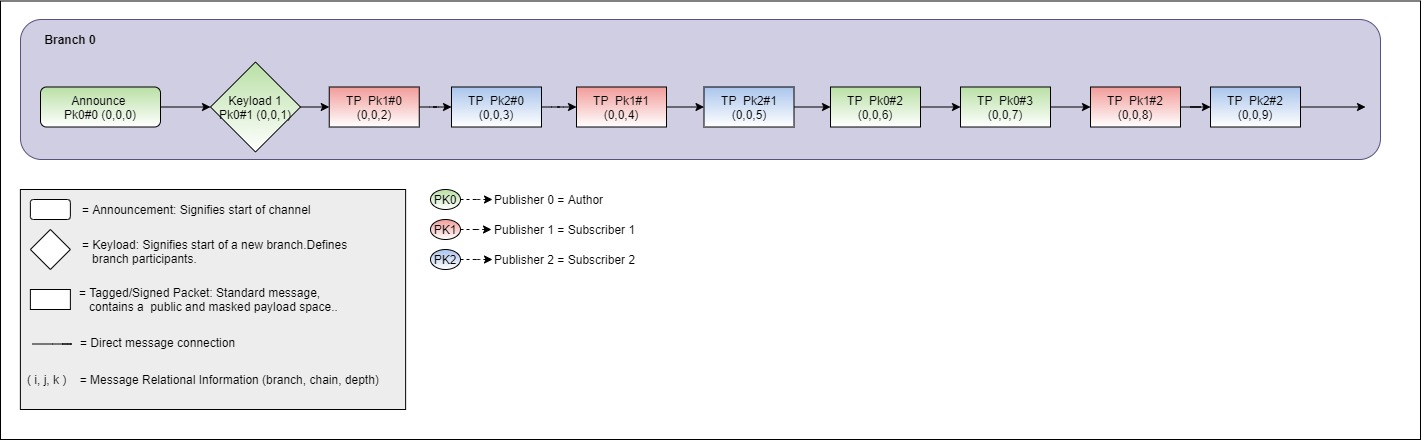 Branch 0
Announce
Pk0#0 (0,0,0)
Keyload 1
Pk0#1 (0,0,1)
TP Pk1#0
(0,0,2)
TP Pk2#0
(0,0,3)
TP Pk1#1
(0,0,4)
TP Pk2#1
(0,0,5)
TP Pk0#2
(0,0,6)
TP Pk0#3
(0,0,7)
TP Pk1#2
(0,0,8)
TP Pk2#2
(0,0,9)
= Announcement: Signifies start of channel
= Keyload: Signifies start of a new branch.Defines
branch participants.
= Tagged/Signed Packet: Standard message,
contains a public and masked payload space..
= Direct message connection
( i, j, k ) = Message Relational Information (branch, chain, depth)
PK0 Publisher 0 = Author
PK1 Publisher 1 = Subscriber 1
PK2 Publisher 2 = Subscriber 2